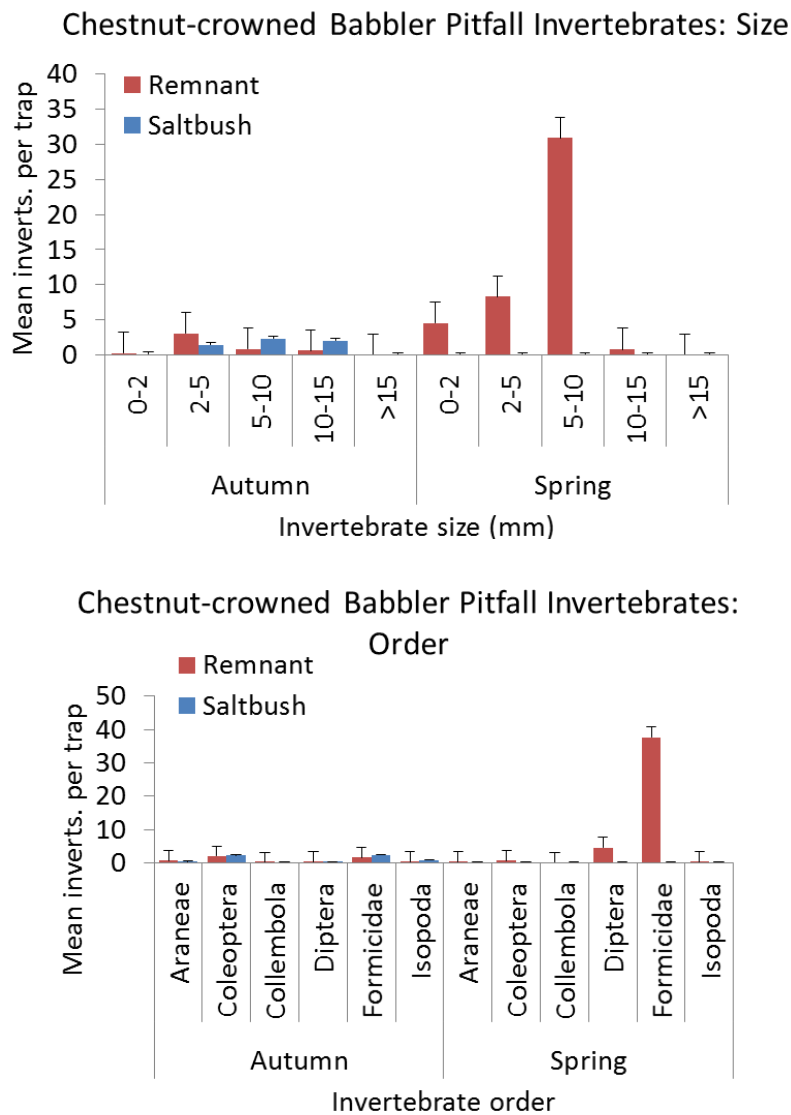 Chestnut-crowned Babbler Pitfall Invertebrates: Size
Mean inverts. per trap
40
35
30
25
20
15
10
5
0
Remnant
Saltbush
0-2
2-5
5-10
10-15
>15
0-2
2-5
5-10
10-15
>15
Autumn
Spring
Invertebrate size (mm)
Chestnut-crowned Babbler Pitfall Invertebrates:
Order
Remnant
Saltbush
Mean inverts. per trap
50
40
30
20
10
0
Araneae
Coleoptera
Collembola
Diptera
Formicidae
Isopoda
Araneae
Coleoptera
Collembola
Diptera
Formicidae
Isopoda
Autumn
Spring
Invertebrate order